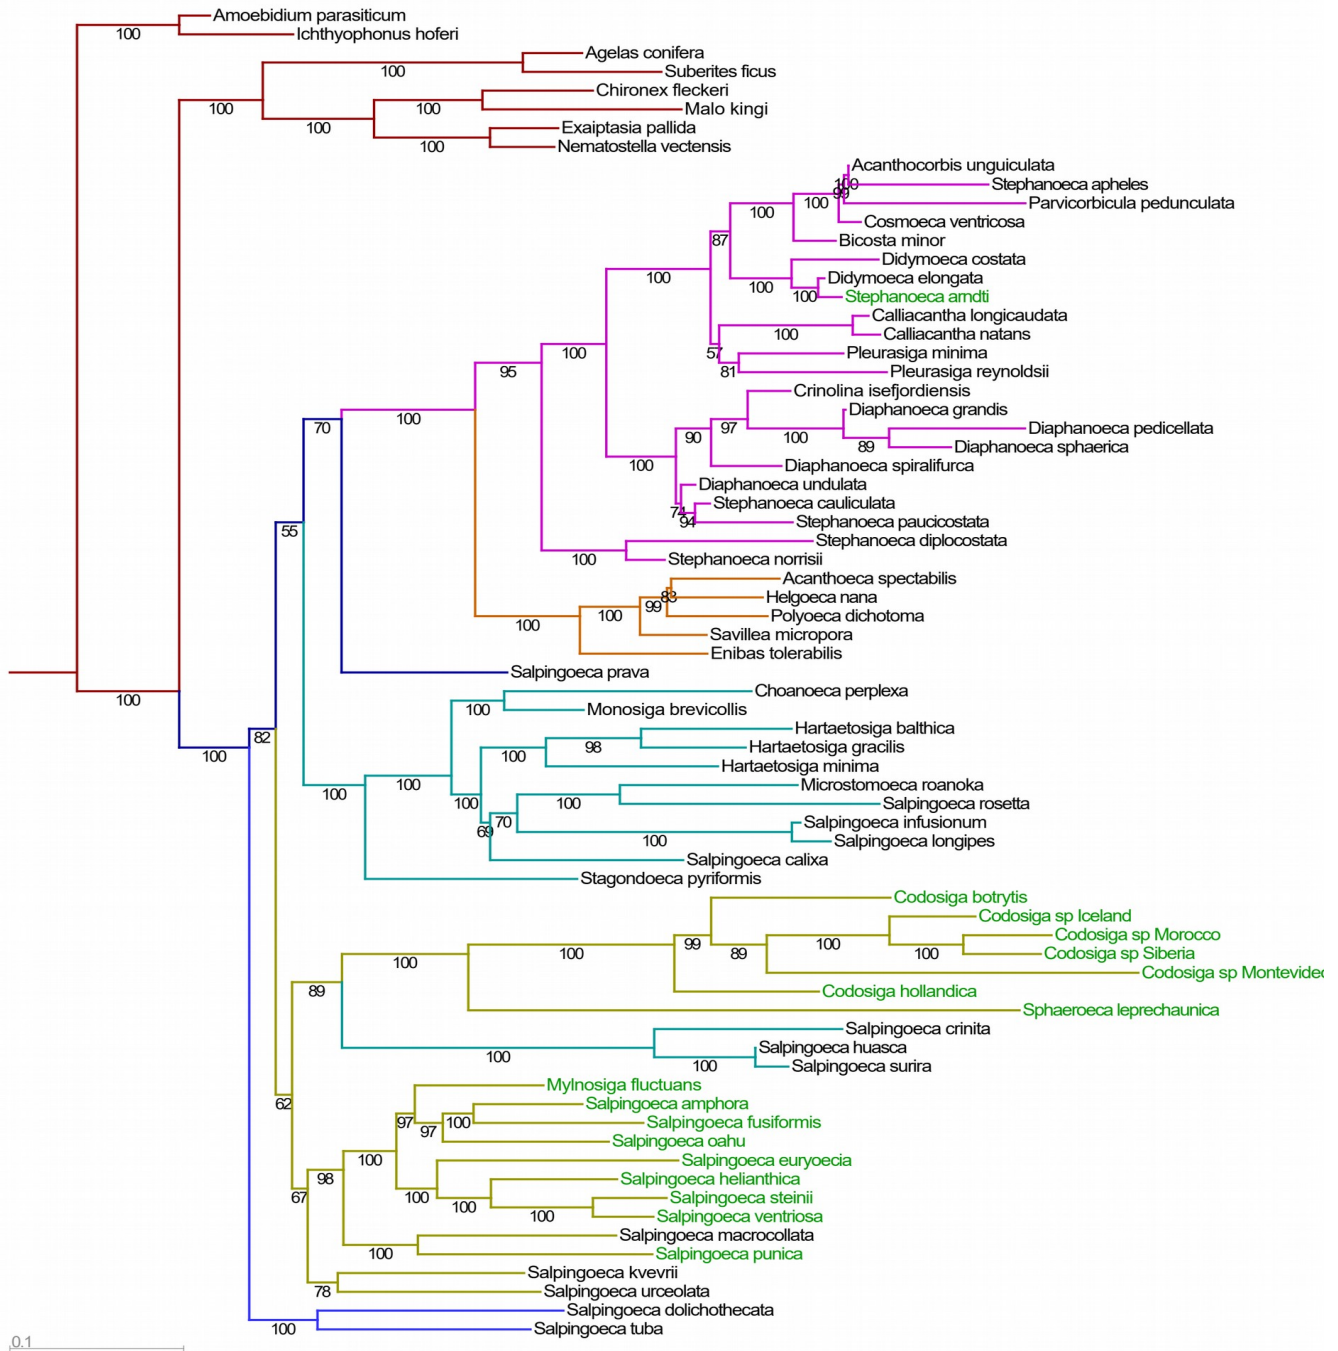 Amoebidium parasiticum
100
Ichthyophonus hoferi
Agelas conifera
100
Suberites ficus
Chironex fleckeri
100
100
Malo kingi
100
Exaiptasia pallida
100
Nematostella vectensis
Acanthocorbis unguiculata
100
Stephanoeca apheles
99
100
Parvicorbicula pedunculata
100
Cosmoeca ventricosa
87
Bicosta minor
Didymoeca costata
100
Didymoeca elongata
100
100
Stephanoeca arndti
Calliacantha longicaudata
100
Calliacantha natans
57
100
Pleurasiga minima
95
81
Pleurasiga reynoldsii
Crinolina isefjordiensis
Diaphanoeca grandis
100
70
97
Diaphanoeca pedicellata
90
100
89
Diaphanoeca sphaerica
100
Diaphanoeca spiralifurca
Diaphanoeca undulata
Stephanoeca cauliculata
74
94
Stephanoeca paucicostata
55
Stephanoeca diplocostata
100
Stephanoeca norrisii
Acanthoeca spectabilis
83
Helgoeca nana
99
100
Polyoeca dichotoma
100
Savillea micropora
Enibas tolerabilis
Salpingoeca prava
100
Choanoeca perplexa
100
Monosiga brevicollis
82
Hartaetosiga balthica
100
100
98
Hartaetosiga gracilis
Hartaetosiga minima
100
100
Microstomoeca roanoka
100
100
Salpingoeca rosetta
70
Salpingoeca infusionum
69
100
Salpingoeca longipes
Salpingoeca calixa
Stagondoeca pyriformis
Codosiga botrytis
Codosiga sp Iceland
99
100
Codosiga sp Morocco
100
100
89
100
Codosiga sp Siberia
Codosiga sp Montevideo
89
Codosiga hollandica
Sphaeroeca leprechaunica
Salpingoeca crinita
100
Salpingoeca huasca
100
Salpingoeca surira
Mylnosiga fluctuans
62
Salpingoeca amphora
97
100
Salpingoeca fusiformis
97
Salpingoeca oahu
100
Salpingoeca euryoecia
98
Salpingoeca helianthica
67
100
Salpingoeca steinii
100
100
Salpingoeca ventriosa
Salpingoeca macrocollata
100
Salpingoeca punica
Salpingoeca kvevrii
78
Salpingoeca urceolata
Salpingoeca dolichothecata
100
Salpingoeca tuba
0.1